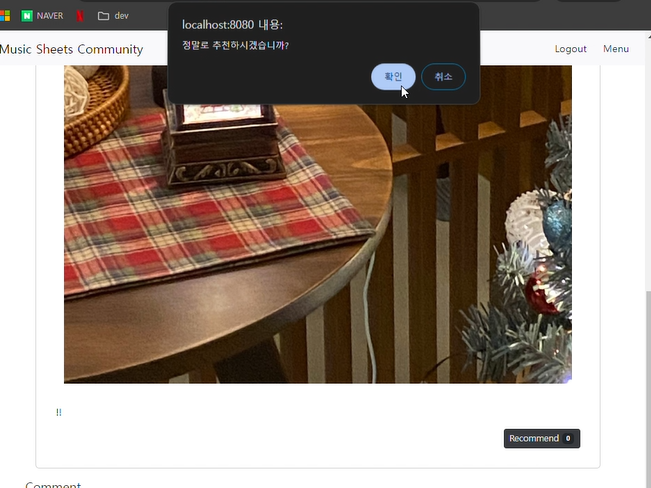 NAVER
dev
localhost:8080 내용:
정말로 추천하시겠습니까?
확인
취소
Music Sheets Community
Logout
Menu
!!
Recommend 0
Comment